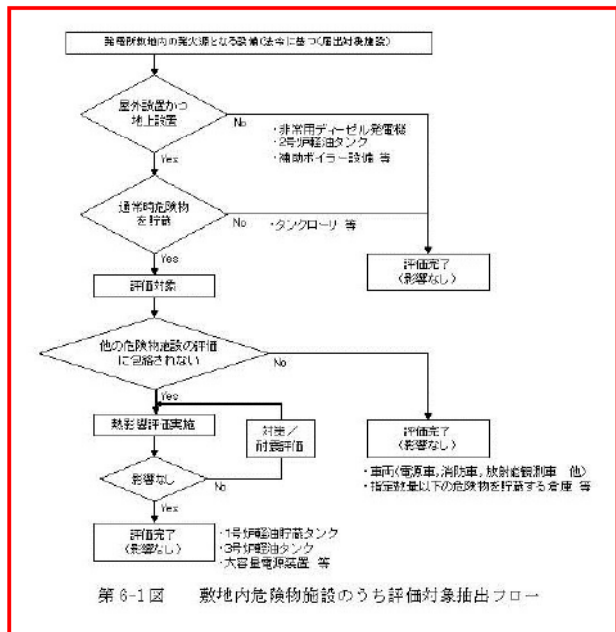 発電所敷地内の発火源となる設備(法令に基づく届出対象施設)
屋外設置かつ
地上設置
No
・非常用ディーゼル発電機
・2号炉軽油タンク
・補助ボイラー設備 等
Yes
通常時危険物
を貯蔵
No
・タンクローリ 等
Yes
評価完了
(影響なし)
評価対象
他の危険物施設の評価
に包絡されない
No
Yes
熱影響評価実施
対策/
耐震評価
評価完了
(影響なし)
影響なし
No
・車両(電源車,消防車,放射能観測車 他)
・指定数量以下の危険物を貯蔵する倉庫 等
Yes
評価完了
(影響なし)
・1号炉軽油貯蔵タンク
・3号炉軽油タンク
・大容量電源装置 等
第6-1図 敷地内危険物施設のうち評価対象抽出フロー